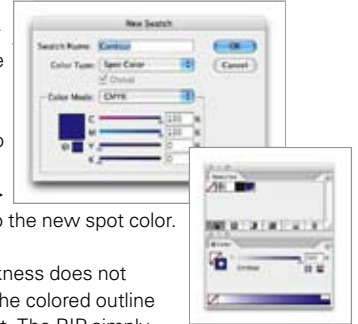 New Swatch
Swatch Name: Contour
OK
Color Type: Spot Color
Cancel
Global
Color Mode: CMYK
C 100 %
M 100 %
Y 0 %
K 0 %
o the new spot color.
kness does not
he colored outline
t. The RIP simply
Contour